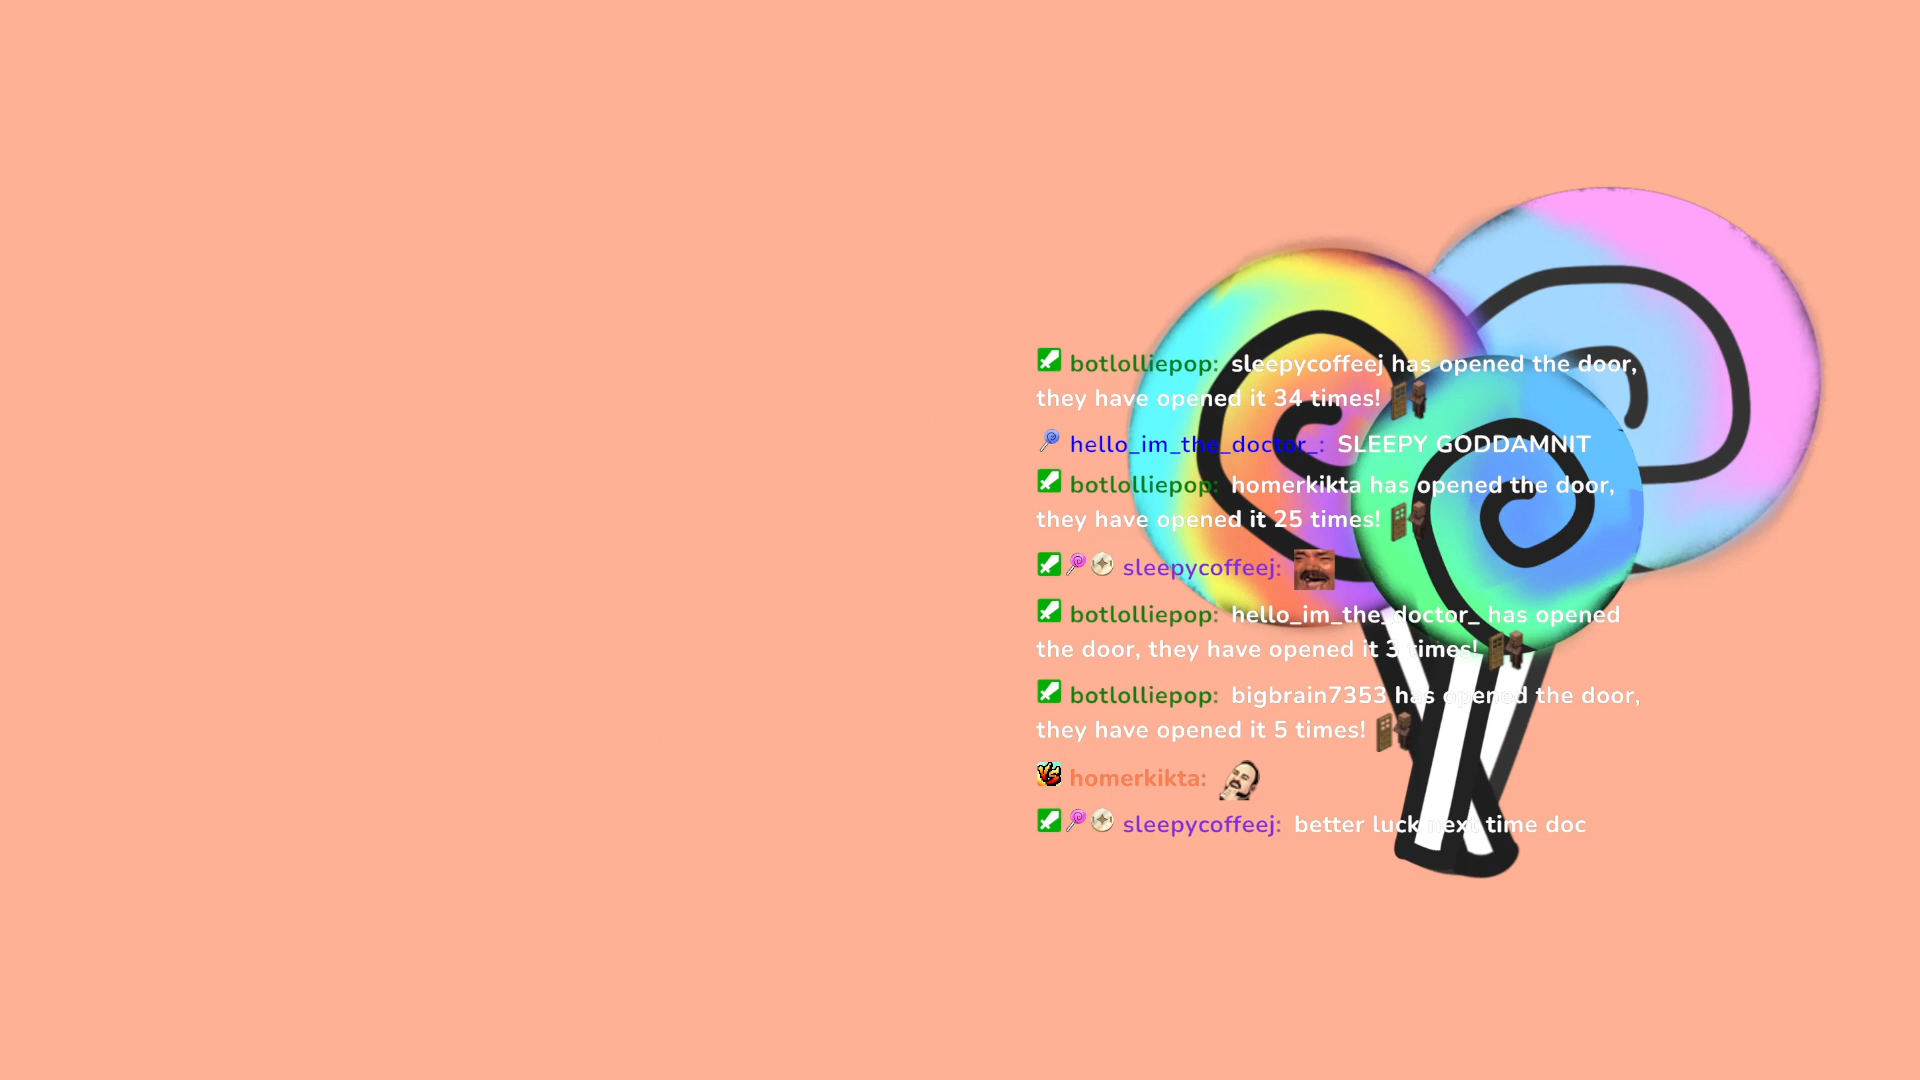 botlolliepop: sleepycoffeej has opened the door,
they have opened it 34 times!
hello_im_the_doctor_: SLEEPY GODDAMNIT
botlolliepop: homerkikta has opened the door,
they have opened it 25 times!
sleepycoffeej:
botlolliepop: hello_im_the_doctor_ has opened
the door, they have opened it 3 times!
botlolliepop: bigbrain7353 has opened the door,
they have opened it 5 times!
homerkikta:
sleepycoffeej: better luck next time doc